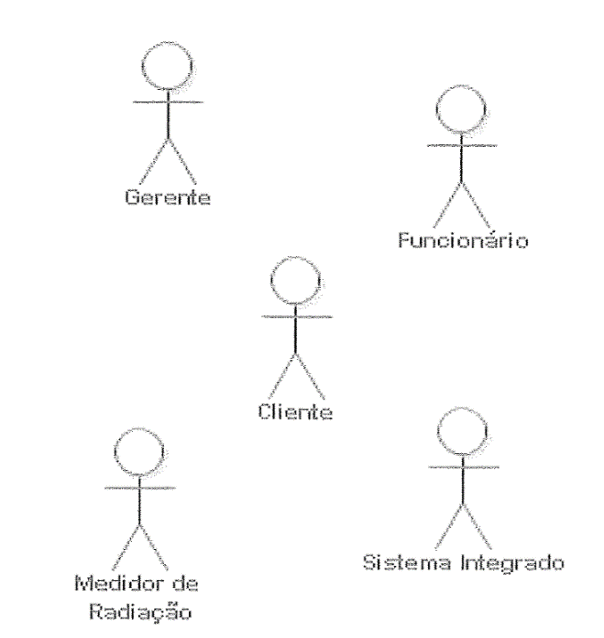 Gerente
Funcionário
Cliente
Sistema Integrado
Medidor de
Radiação